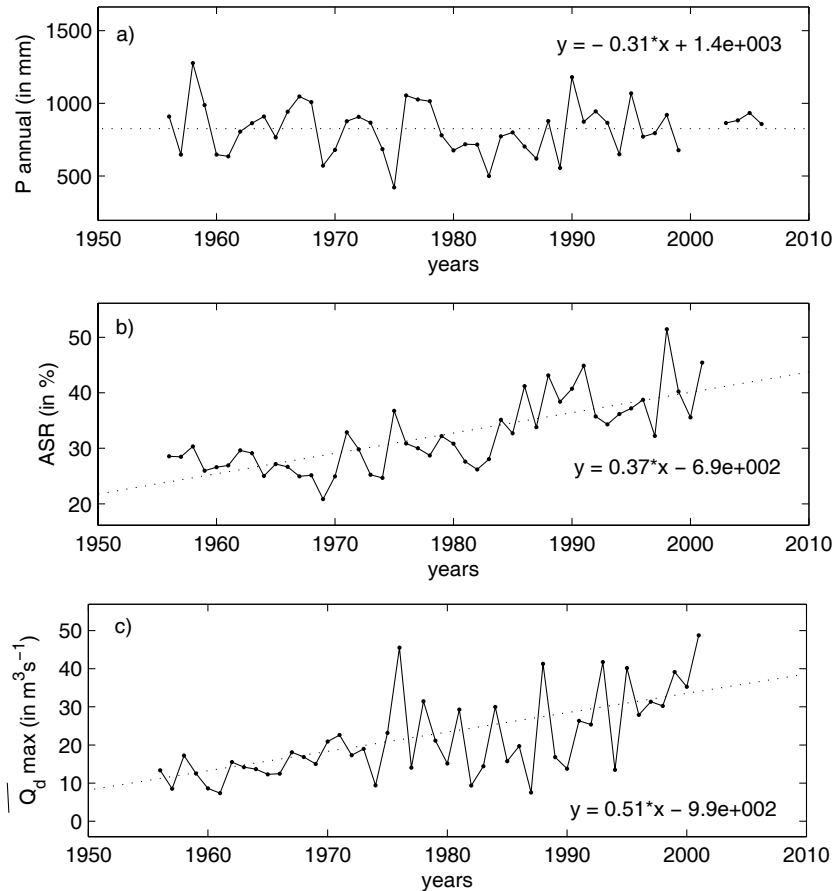 a)
y = − 0.31*x + 1.4e+003
P annual (in mm)
1500
1000
500
1950 1960 1970 1980 1990 2000 2010
years
b)
ASR (in %)
50
40
30
20
y = 0.37*x − 6.9e+002
1950 1960 1970 1980 1990 2000 2010
years
c)
Q̅d max (in m³s⁻¹)
50
40
30
20
10
0
y = 0.51*x − 9.9e+002
1950 1960 1970 1980 1990 2000 2010
years